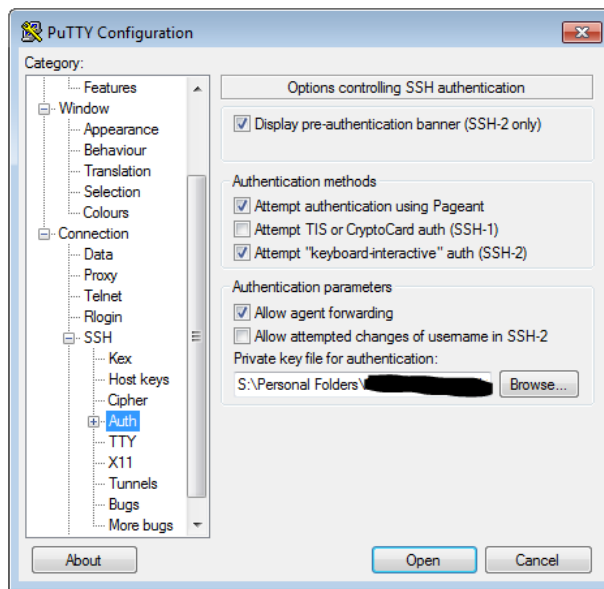 PuTTY Configuration
Category:
Features
Window
Appearance
Behaviour
Translation
Selection
Colours
Connection
Data
Proxy
Telnet
Rlogin
SSH
Kex
Host keys
Cipher
Auth
TTY
X11
Tunnels
Bugs
More bugs
Options controlling SSH authentication
Display pre-authentication banner (SSH-2 only)
Authentication methods
Attempt authentication using Pageant
Attempt TIS or CryptoCard auth (SSH-1)
Attempt "keyboard-interactive" auth (SSH-2)
Authentication parameters
Allow agent forwarding
Allow attempted changes of username in SSH-2
Private key file for authentication:
S:\Personal Folders\
Browse...
About
Open
Cancel